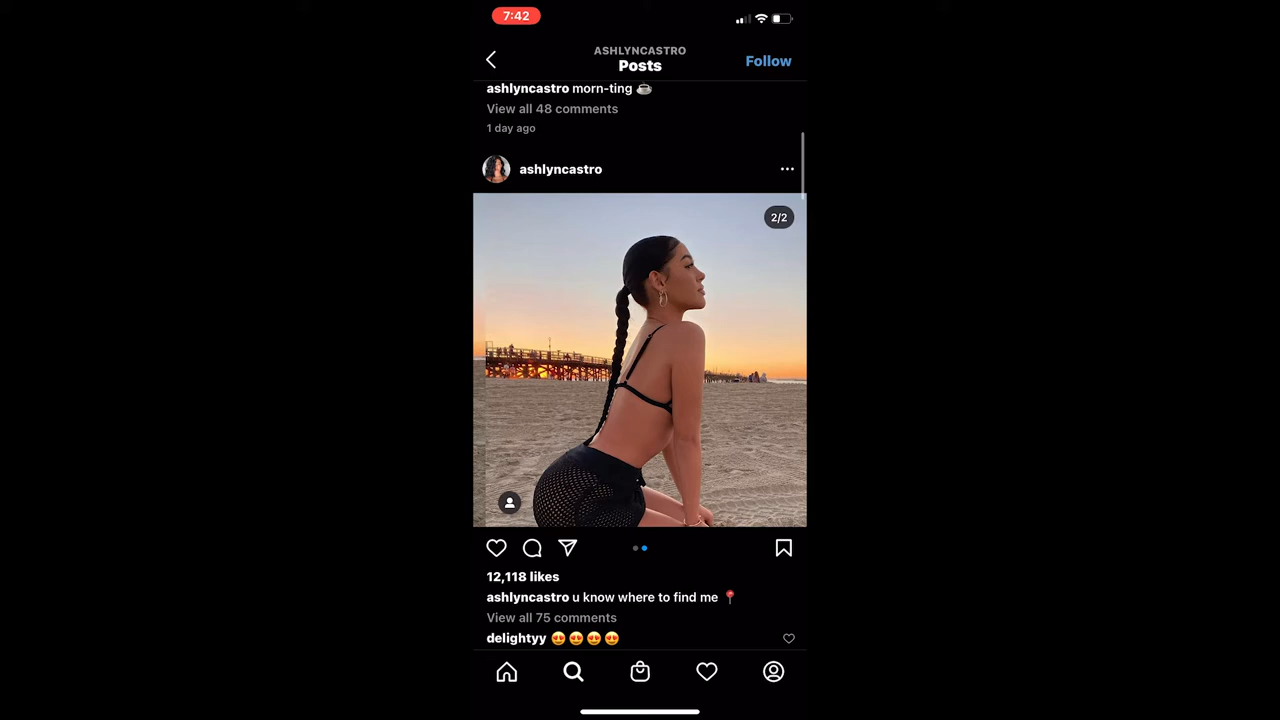 7:42
ASHLYNCASTRO
Posts
Follow
ashlyncastro morn-ting ☕
View all 48 comments
1 day ago
ashlyncastro
2/2
12,118 likes
ashlyncastro u know where to find me 📍
View all 75 comments
delightyy 😍😍😍😍